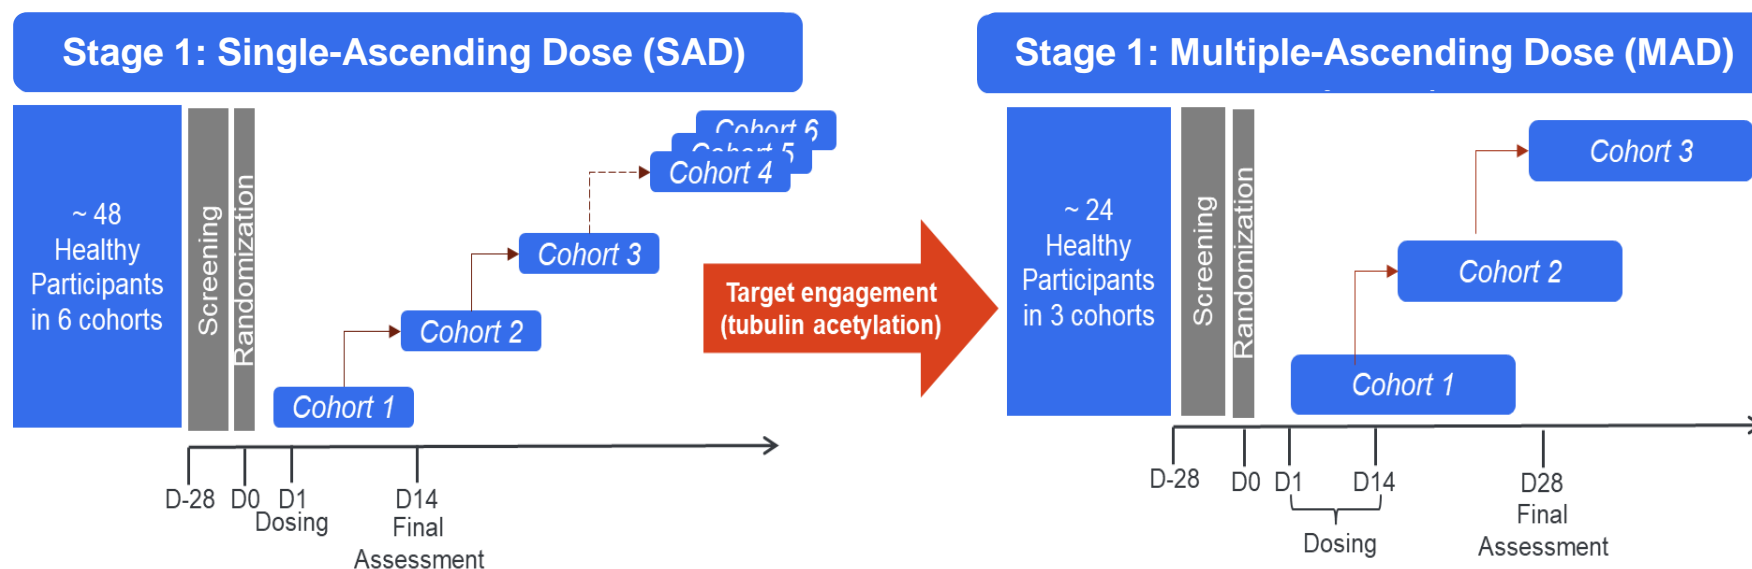 Stage 1: Single-Ascending Dose (SAD)
~ 48
Healthy
Participants
in 6 cohorts
Screening
Randomization
Cohort 6
Cohort 5
Cohort 4
Cohort 3
Cohort 2
Cohort 1
D-28
D0
D1
Dosing
D14
Final
Assessment
Target engagement
(tubulin acetylation)
Stage 1: Multiple-Ascending Dose (MAD)
~ 24
Healthy
Participants
in 3 cohorts
Screening
Randomization
Cohort 3
Cohort 2
Cohort 1
D-28
D0
D1
D14
Dosing
D28
Final
Assessment